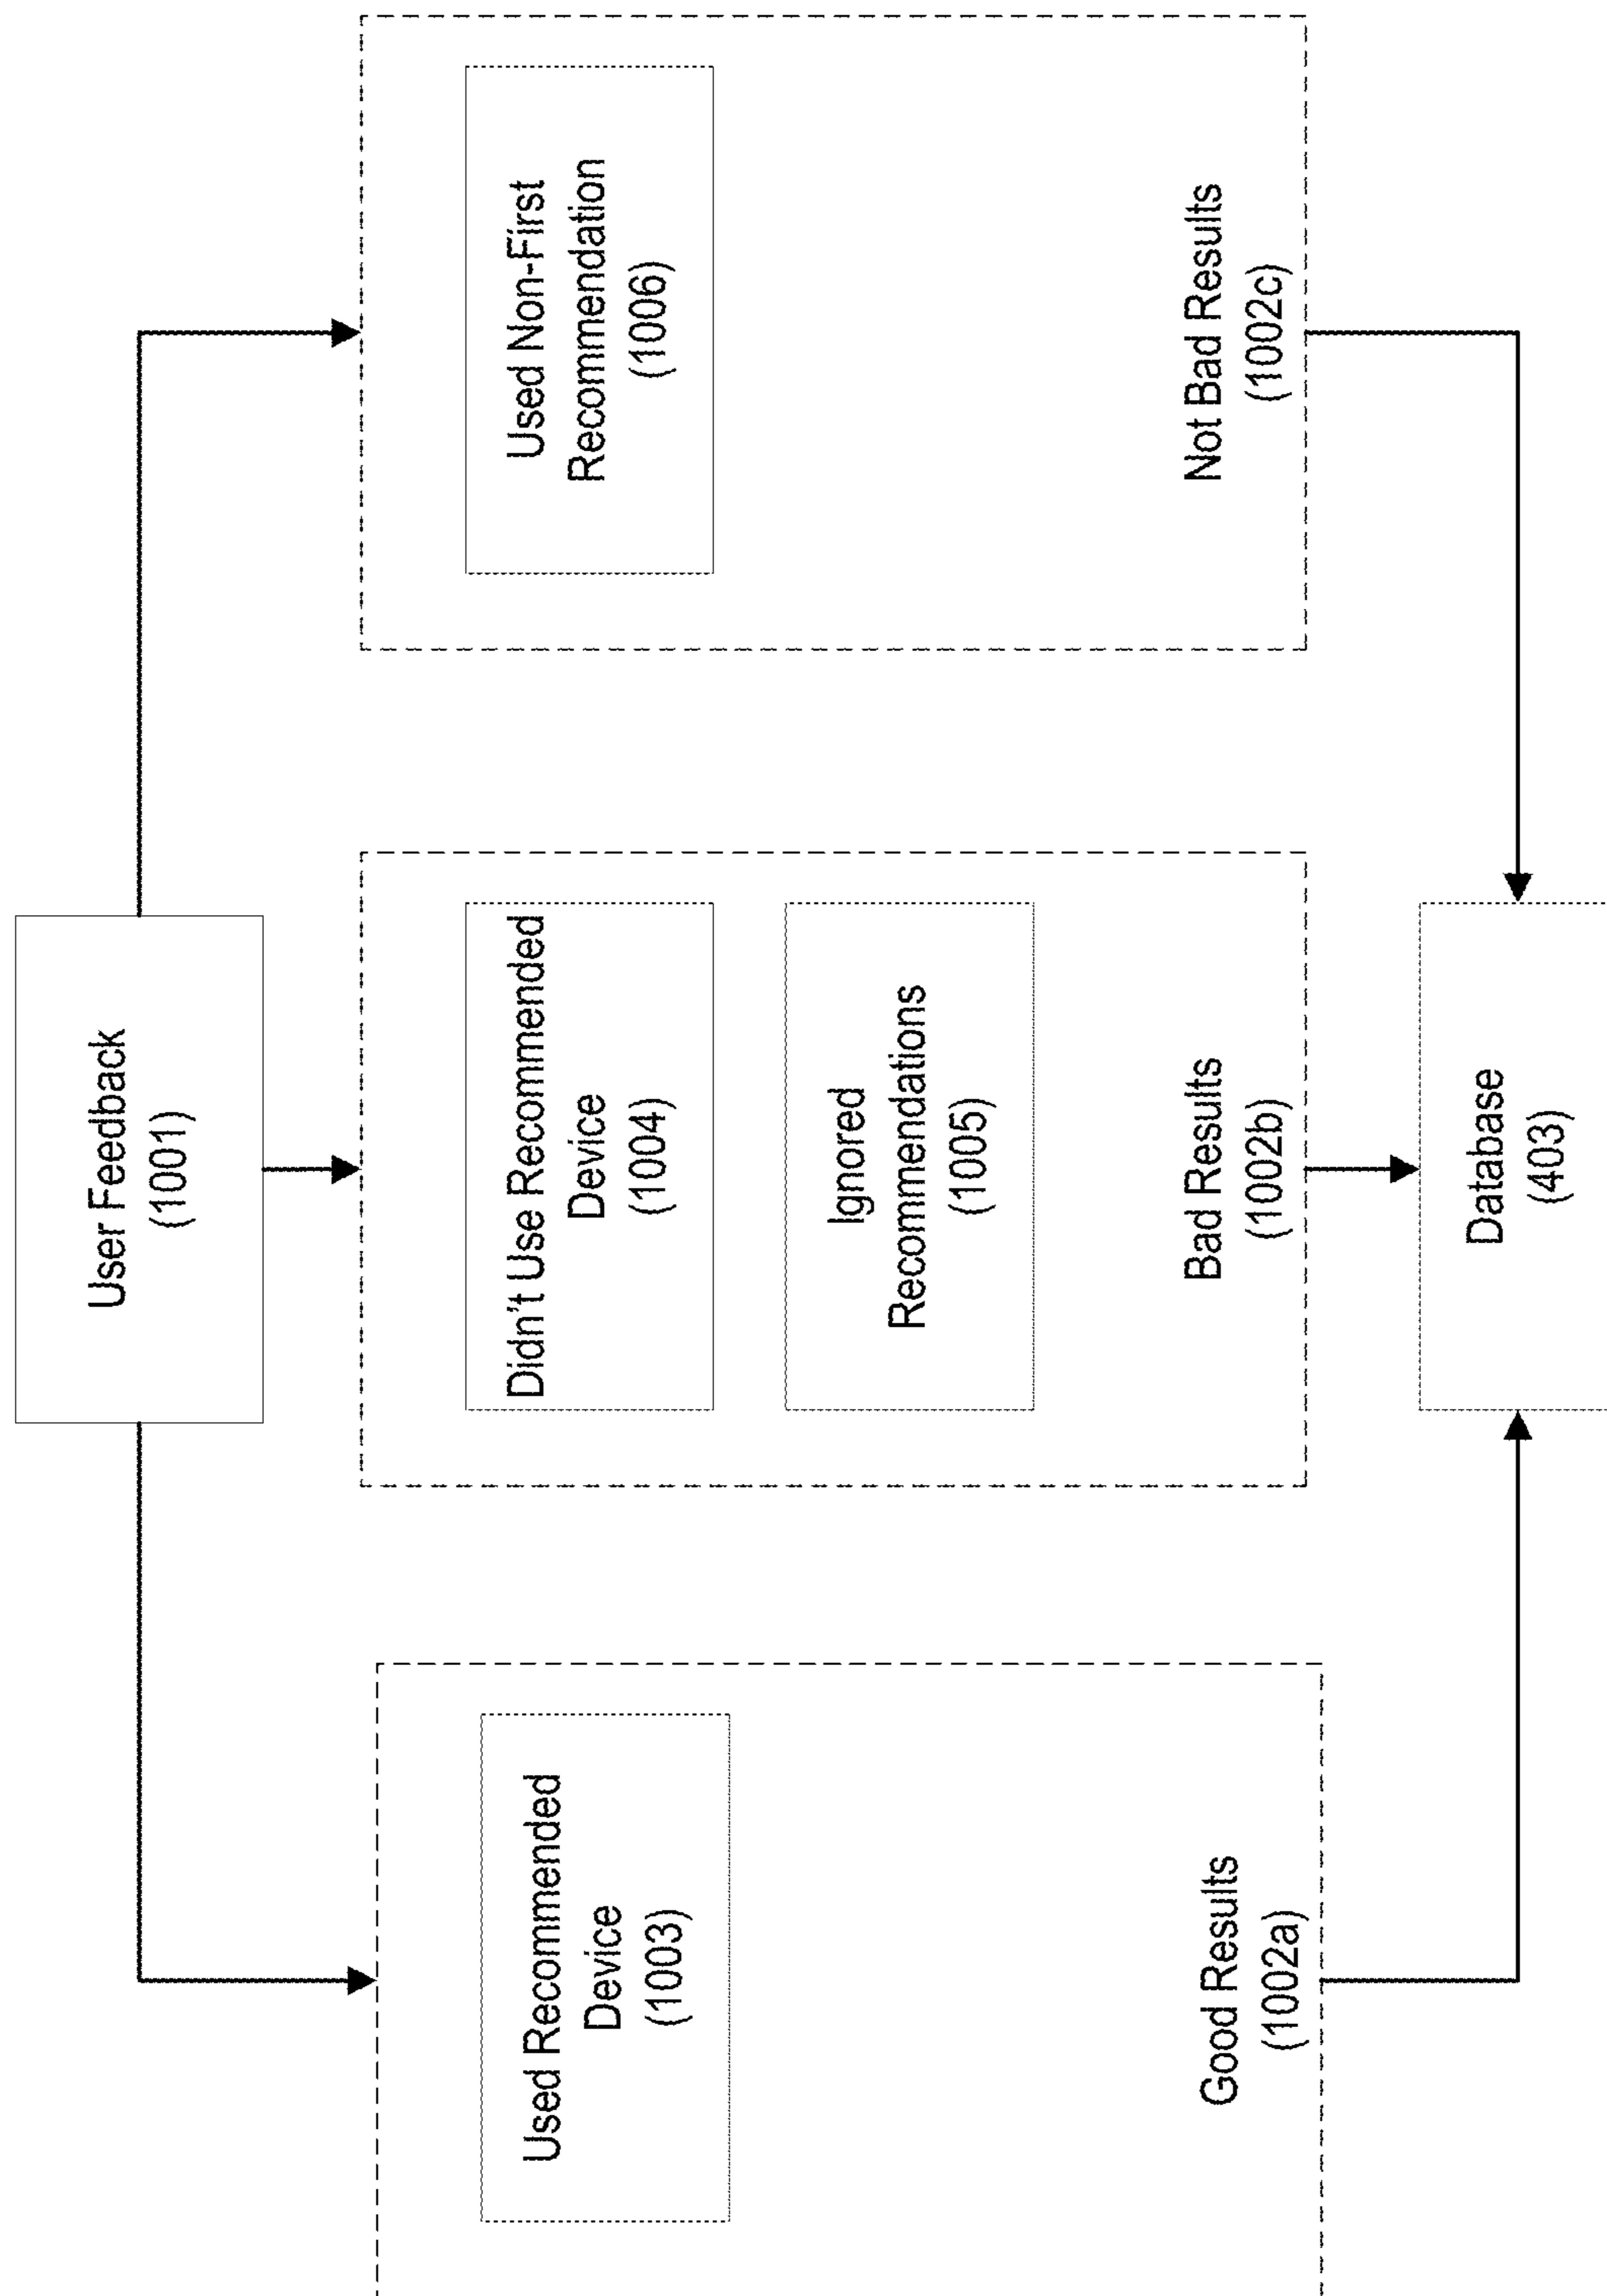 User Feedback
(1001)
Used Recommended
Device
(1003)
Good Results
(1002a)
Didn't Use Recommended
Device
(1004)
Ignored
Recommendations
(1005)
Bad Results
(1002b)
Used Non-First
Recommendation
(1006)
Not Bad Results
(1002c)
Database
(403)